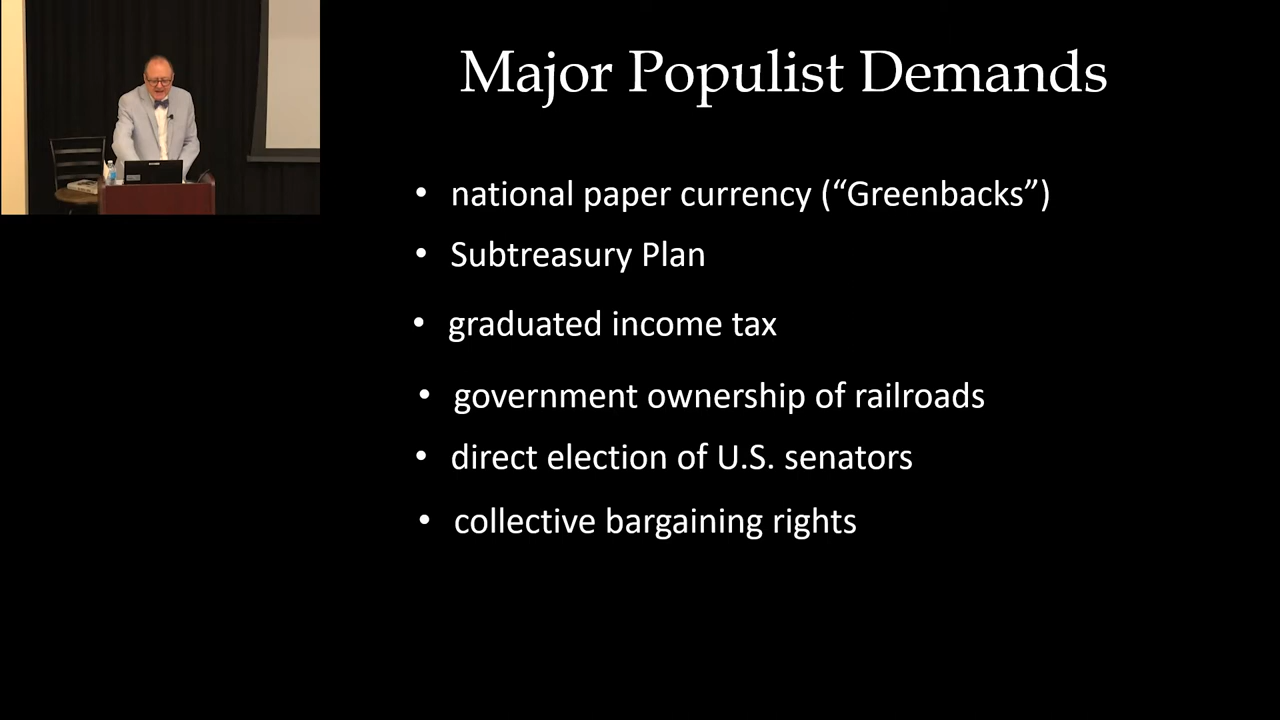 Major Populist Demands
• national paper currency (“Greenbacks”)
• Subtreasury Plan
• graduated income tax
• government ownership of railroads
• direct election of U.S. senators
• collective bargaining rights